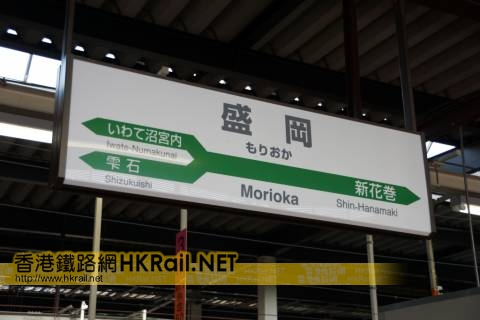 盛岡
もりおか
Morioka
いわて沼宮内
Iwate-Numakunai
雫石
Shizukuishi
新花巻
Shin-Hanamaki
香港鐵路網HKRail.NET
http://www.hkrail.net